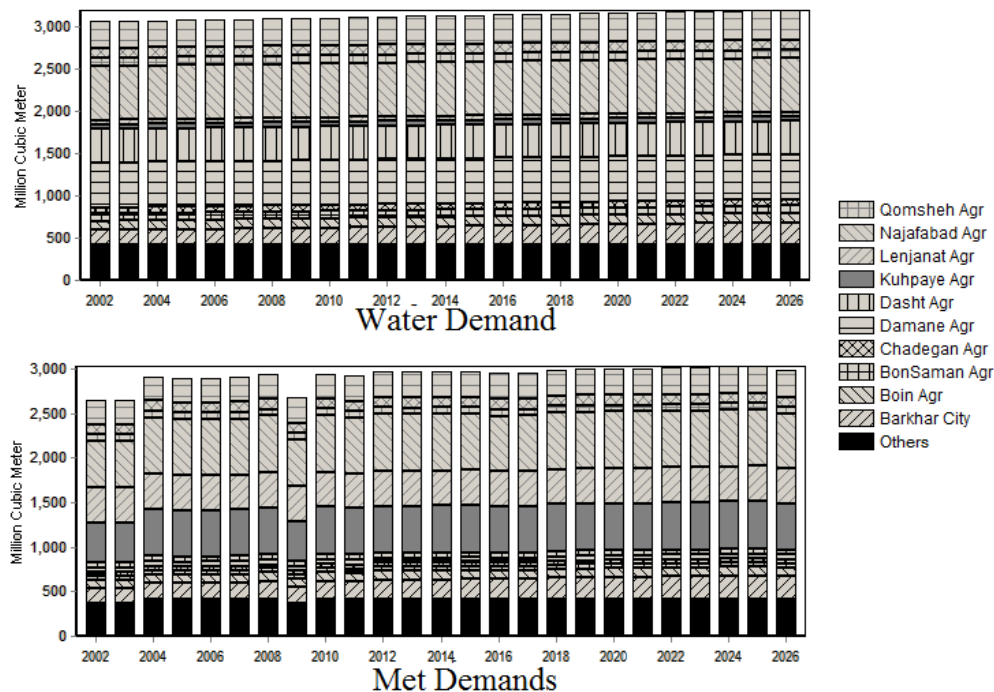 Million Cubic Meter
3,000
2,500
2,000
1,500
1,000
500
0
2002 2004 2006 2008 2010 2012 2014 2016 2018 2020 2022 2024 2026
Water Demand
Million Cubic Meter
3,000
2,500
2,000
1,500
1,000
500
0
2002 2004 2006 2008 2010 2012 2014 2016 2018 2020 2022 2024 2026
Met Demands
Qomsheh Agr
Najafabad Agr
Lenjanat Agr
Kuhpaye Agr
Dasht Agr
Damane Agr
Chadegan Agr
BonSaman Agr
Boin Agr
Barkhar City
Others